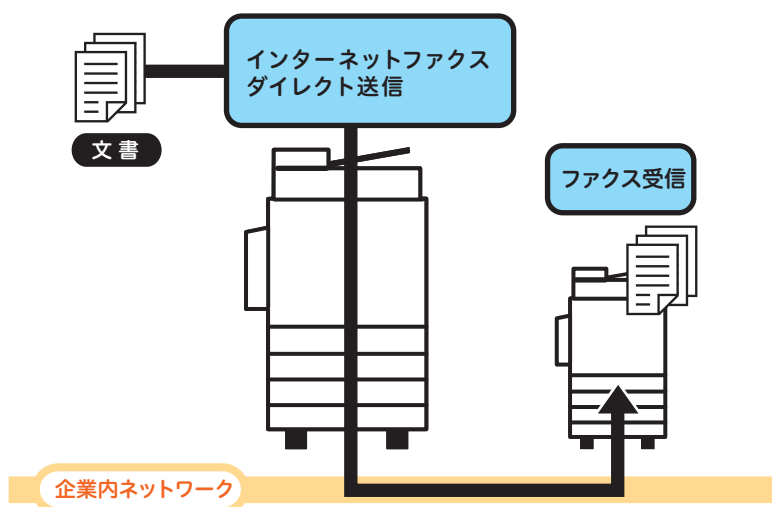 インターネットファクス
ダイレクト送信
文書
ファクス受信
企業内ネットワーク